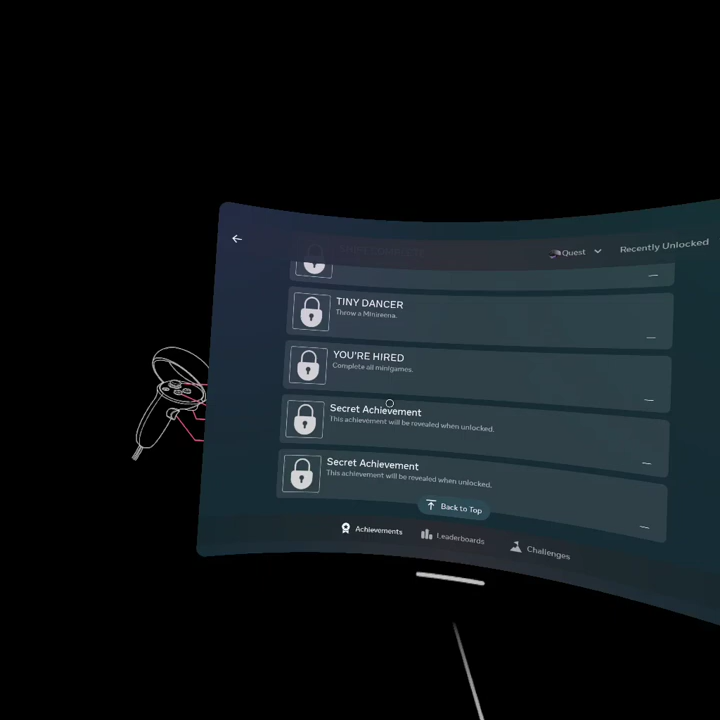 Quest
Recently Unlocked
TINY DANCER
Throw a Minireena.
YOU'RE HIRED
Complete all minigames.
Secret Achievement
This achievement will be revealed when unlocked.
Secret Achievement
This achievement will be revealed when unlocked.
Back to Top
Achievements
Leaderboards
Challenges